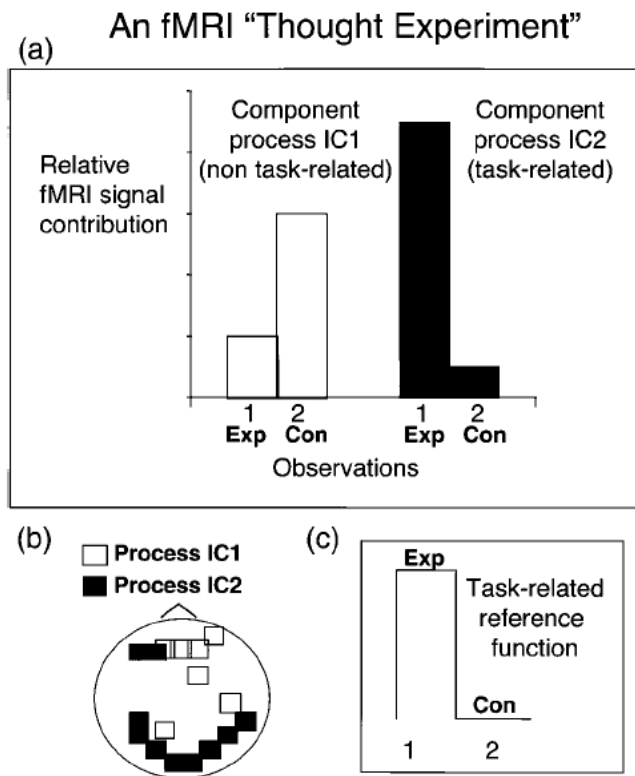 An fMRI “Thought Experiment”
(a)
Relative
fMRI signal
contribution
Component
process IC1
(non task-related)
Component
process IC2
(task-related)
1 2 1 2
Exp Con Exp Con
Observations
(b)
Process IC1
Process IC2
(c)
Exp
Task-related
reference
function
Con
1 2